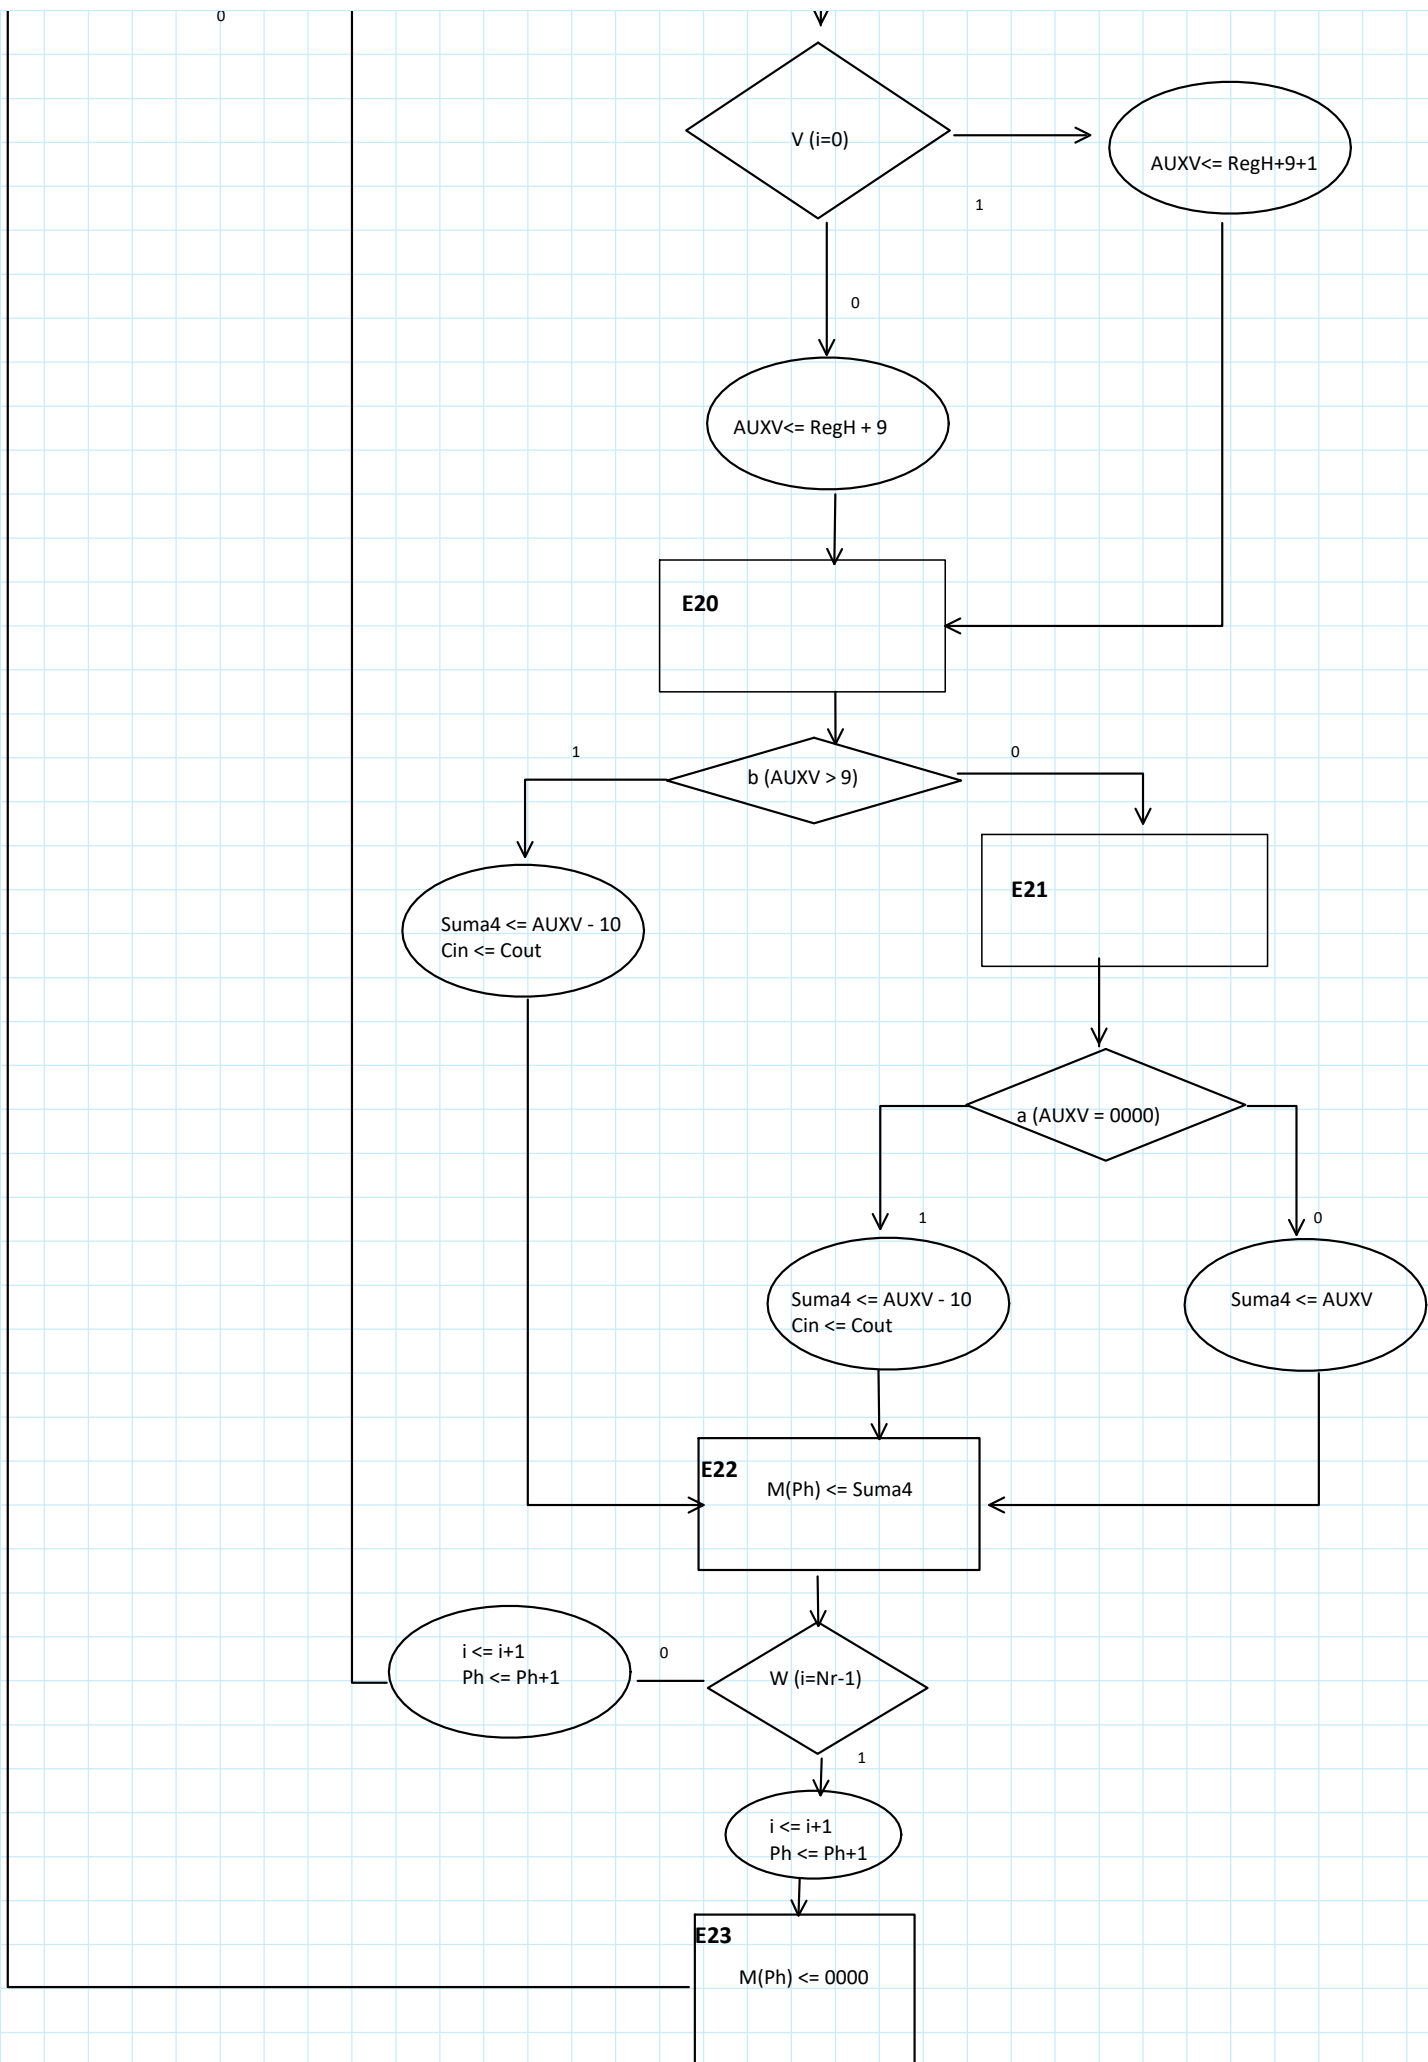 0
V (i=0)
AUXV<= RegH+9+1
1
0
AUXV<= RegH + 9
E20
1
0
b (AUXV > 9)
E21
Suma4 <= AUXV - 10
Cin <= Cout
a (AUXV = 0000)
1
0
Suma4 <= AUXV - 10
Cin <= Cout
Suma4 <= AUXV
E22
M(Ph) <= Suma4
i <= i+1
Ph <= Ph+1
0
W (i=Nr-1)
1
i <= i+1
Ph <= Ph+1
E23
M(Ph) <= 0000